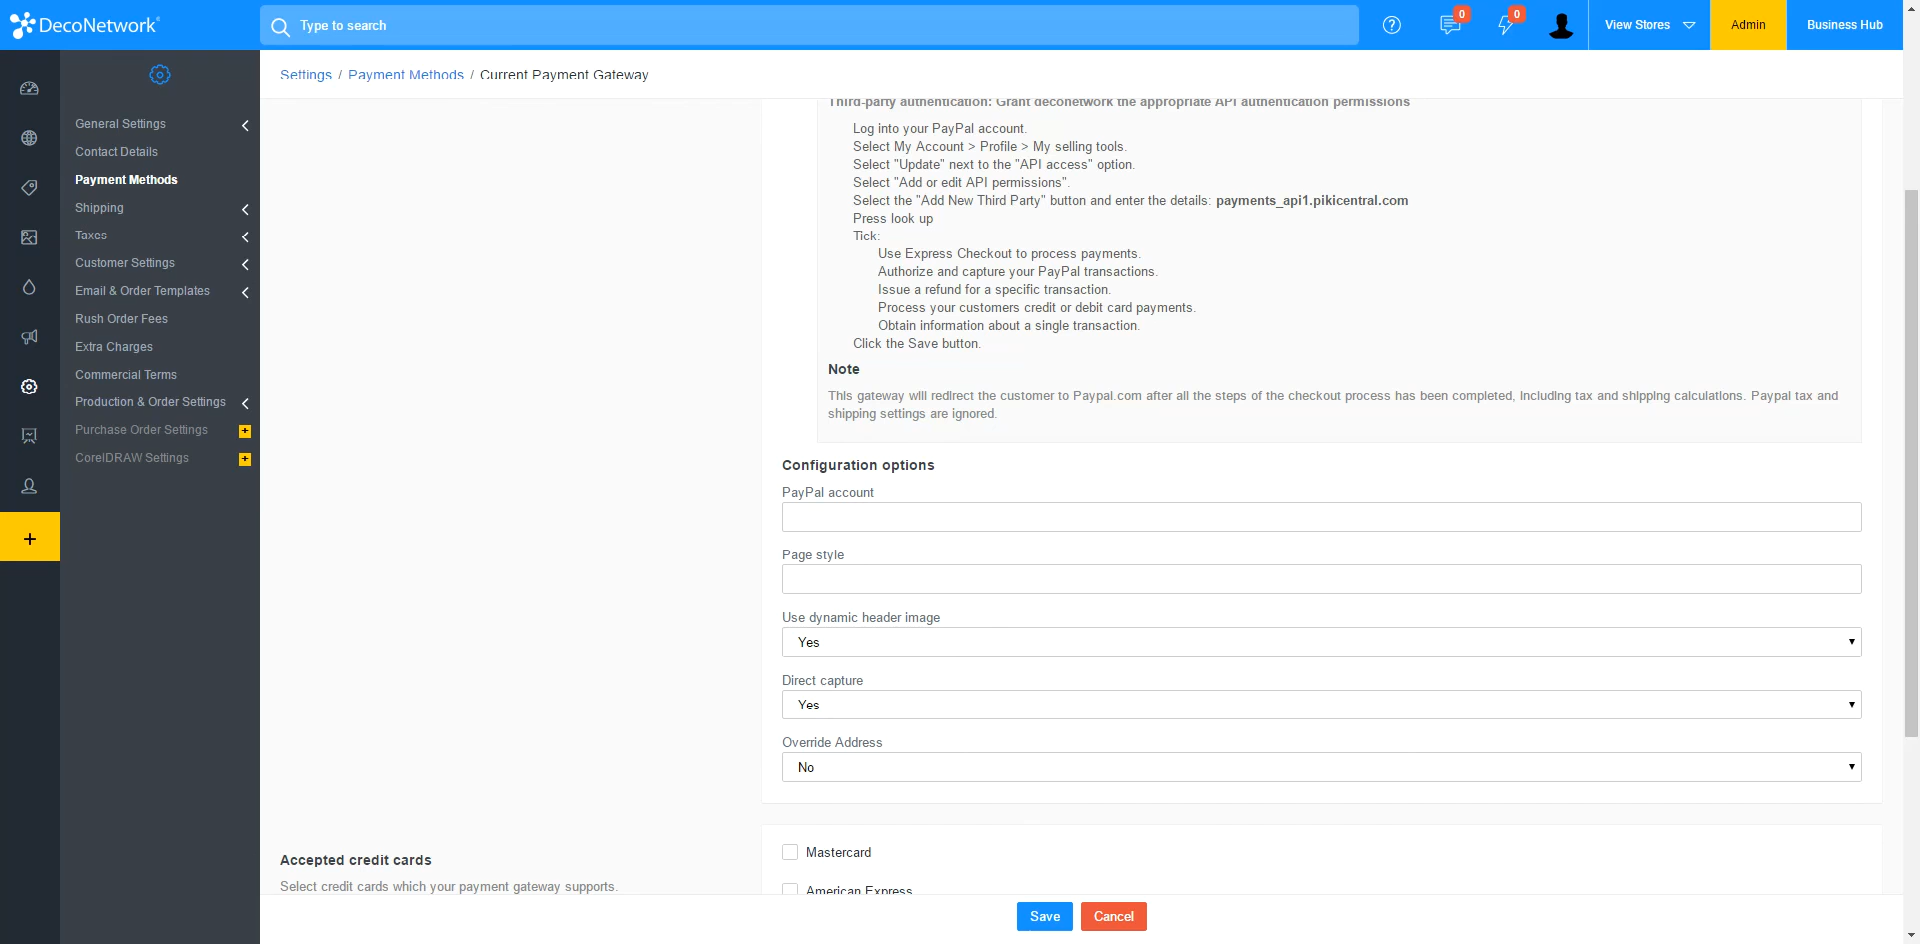 DecoNetwork
Type to search
0
0
View Stores
Admin
Business Hub
Settings / Payment Methods / Current Payment Gateway
General Settings
Contact Details
Payment Methods
Shipping
Taxes
Customer Settings
Email & Order Templates
Rush Order Fees
Extra Charges
Commercial Terms
Production & Order Settings
Purchase Order Settings
CorelDRAW Settings
Third-party authentication: Grant deconetwork the appropriate API authentication permissions
Log into your PayPal account.
Select My Account > Profile > My selling tools.
Select "Update" next to the "API access" option.
Select "Add or edit API permissions".
Select the "Add New Third Party" button and enter the details: payments_api1.pikicentral.com
Press look up
Tick:
Use Express Checkout to process payments.
Authorize and capture your PayPal transactions.
Issue a refund for a specific transaction.
Process your customers credit or debit card payments.
Obtain information about a single transaction.
Click the Save button.
Note
This gateway will redirect the customer to Paypal.com after all the steps of the checkout process has been completed, including tax and shipping calculations. Paypal tax and
shipping settings are ignored.
Configuration options
PayPal account
Page style
Use dynamic header image
Yes
Direct capture
Yes
Override Address
No
Accepted credit cards
Select credit cards which your payment gateway supports.
Mastercard
American Express
Save
Cancel